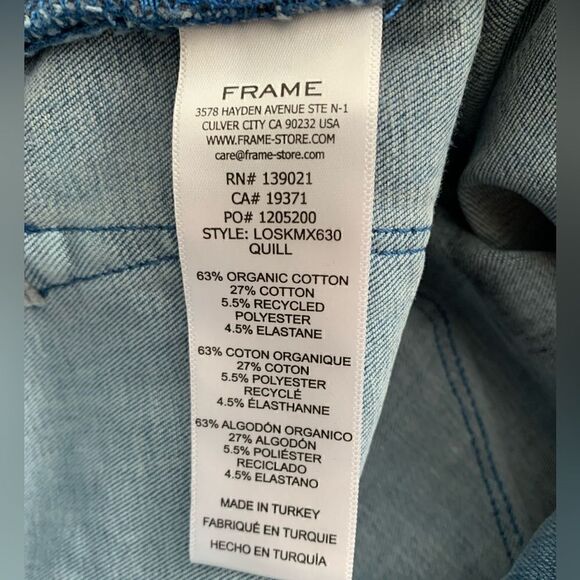 FRAME
3578 HAYDEN AVENUE STE N-1
CULVER CITY CA 90232 USA
WWW.FRAME-STORE.COM
care@frame-store.com
RN# 139021
CA# 19371
PO# 1205200
STYLE: LOSKMX630
QUILL
63% ORGANIC COTTON
27% COTTON
5.5% RECYCLED
POLYESTER
4.5% ELASTANE
63% COTON ORGANIQUE
27% COTON
5.5% POLYESTER
RECYCLÉ
4.5% ÉLASTHANNE
63% ALGODÓN ORGANICO
27% ALGODÓN
5.5% POLIÉSTER
RECICLADO
4.5% ELASTANO
MADE IN TURKEY
FABRIQUÉ EN TURQUIE
HECHO EN TURQUÍA